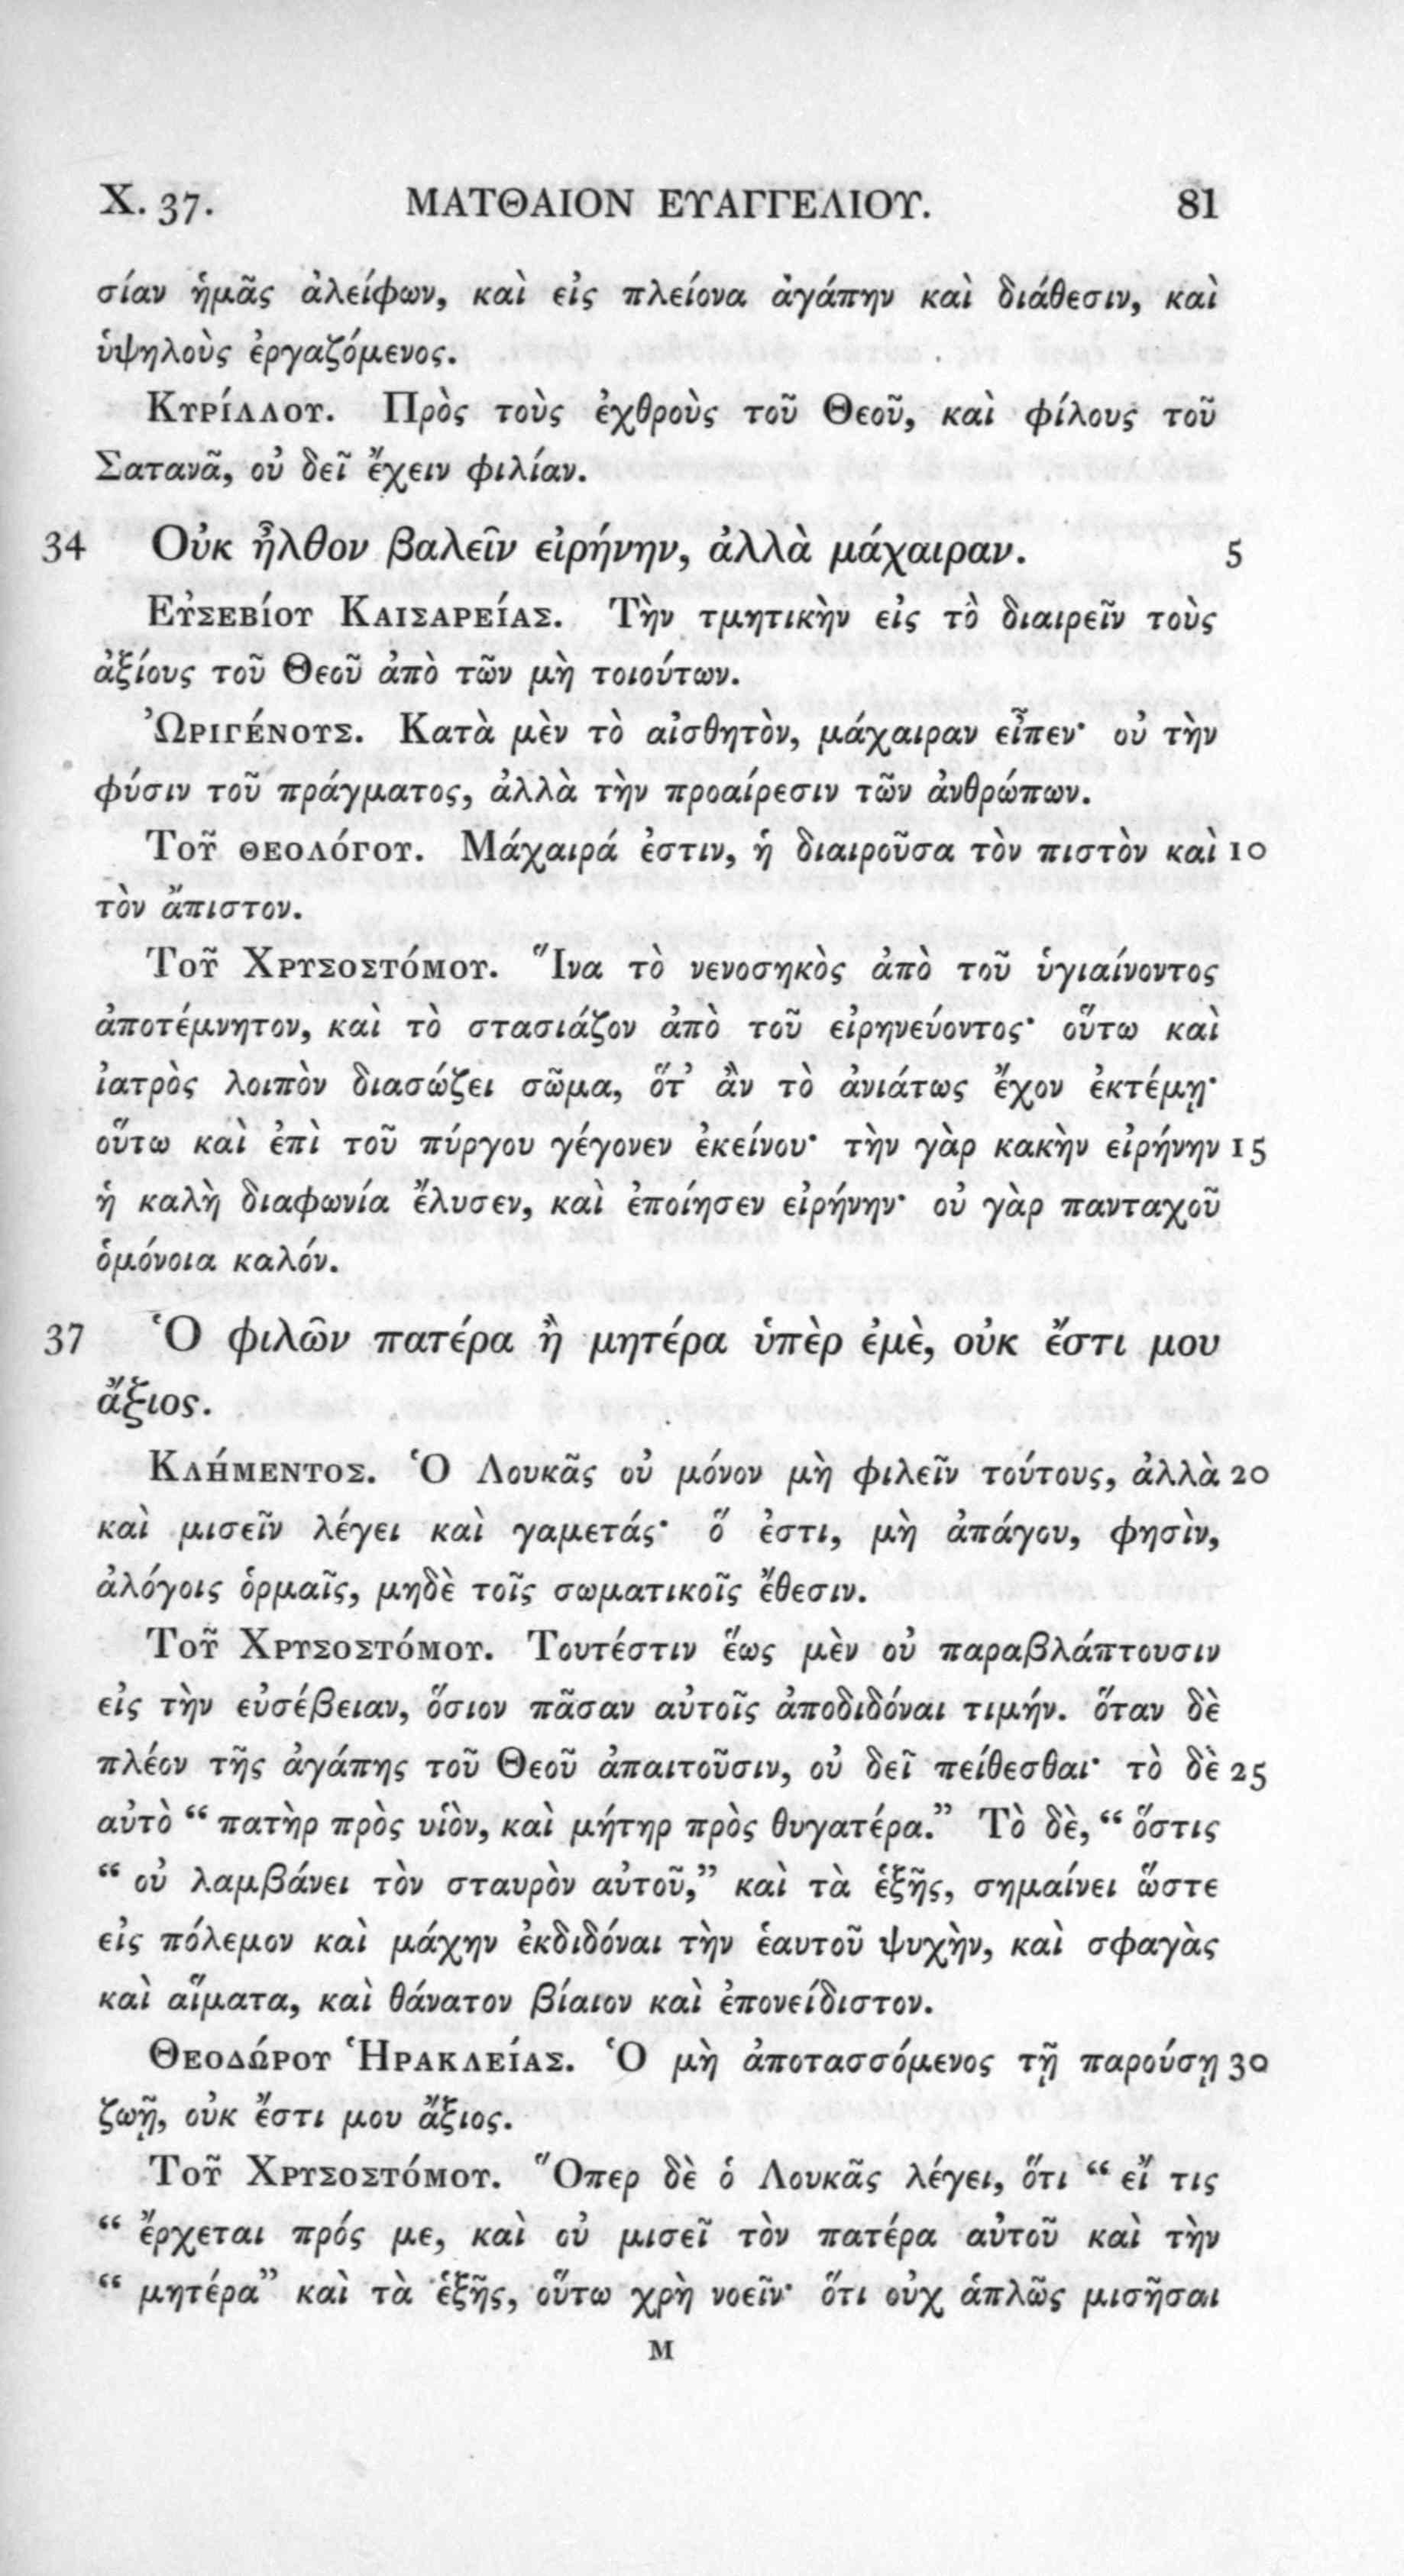 X. 37. ΜΑΤΘΑΙΟΝ ΕΥΑΓΓΕΛΙΟΥ. 81
σίαν ἡμᾶς ἀλείφων, καὶ εἰς πλείονα ἀγάπην καὶ διάθεσιν, καὶ
ὑψηλοὺς ἐργαζόμενος.
Κυρίλλου. Πρὸς τοὺς ἐχθροὺς τοῦ Θεοῦ, καὶ φίλους τοῦ
Σατανᾶ, οὐ δεῖ ἔχειν φιλίαν.
34 Οὐκ ἦλθον βαλεῖν εἰρήνην, ἀλλὰ μάχαιραν. 5
Εὐσεβίου Καισαρείας. Τὴν τμητικὴν εἰς τὸ διαιρεῖν τοὺς
ἀξίους τοῦ Θεοῦ ἀπὸ τῶν μὴ τοιούτων.
Ὠριγένους. Κατὰ μὲν τὸ αἰσθητὸν, μάχαιραν εἶπεν· οὐ τὴν
φύσιν τοῦ πράγματος, ἀλλὰ τὴν προαίρεσιν τῶν ἀνθρώπων.
Τοῦ θεολόγου. Μάχαιρά ἐστιν, ἡ διαιροῦσα τὸν πιστὸν καὶ 10
τὸν ἄπιστον.
Τοῦ Χρυσοστόμου. Ἵνα τὸ νενοσηκὸς ἀπὸ τοῦ ὑγιαίνοντος
ἀποτέμνητον, καὶ τὸ στασιάζον ἀπὸ τοῦ εἰρηνεύοντος· οὕτω καὶ
ἰατρὸς λοιπὸν διασώζει σῶμα, ὅτ’ ἂν τὸ ἀνιάτως ἔχον ἐκτέμῃ·
οὕτω καὶ ἐπὶ τοῦ πύργου γέγονεν ἐκείνου· τὴν γὰρ κακὴν εἰρήνην 15
ἡ καλὴ διαφωνία ἔλυσεν, καὶ ἐποίησεν εἰρήνην· οὐ γὰρ πανταχοῦ
ὁμόνοια καλόν.
37 Ὁ φιλῶν πατέρα ἢ μητέρα ὑπὲρ ἐμὲ, οὐκ ἔστι μου
ἄξιος.
Κλήμεντος. Ὁ Λουκᾶς οὐ μόνον μὴ φιλεῖν τούτους, ἀλλὰ 20
καὶ μισεῖν λέγει καὶ γαμετάς· ὅ ἐστι, μὴ ἀπάγου, φησὶν,
ἀλόγοις ὁρμαῖς, μηδὲ τοῖς σωματικοῖς ἔθεσιν.
Τοῦ Χρυσοστόμου. Τουτέστιν ἕως μὲν οὐ παραβλάπτουσιν
εἰς τὴν εὐσέβειαν, ὅσιον πᾶσαν αὐτοῖς ἀποδιδόναι τιμήν. ὅταν δὲ
πλέον τῆς ἀγάπης τοῦ Θεοῦ ἀπαιτοῦσιν, οὐ δεῖ πείθεσθαι· τὸ δὲ 25
αὐτὸ “ πατὴρ πρὸς υἱὸν, καὶ μήτηρ πρὸς θυγατέρα.” Τὸ δὲ, “ ὅστις
“ οὐ λαμβάνει τὸν σταυρὸν αὐτοῦ,” καὶ τὰ ἑξῆς, σημαίνει ὥστε
εἰς πόλεμον καὶ μάχην ἐκδιδόναι τὴν ἑαυτοῦ ψυχὴν, καὶ σφαγὰς
καὶ αἵματα, καὶ θάνατον βίαιον καὶ ἐπονείδιστον.
Θεοδώρου Ἡρακλείας. Ὁ μὴ ἀποτασσόμενος τῇ παρούσῃ 30
ζωῇ, οὐκ ἔστι μου ἄξιος.
Τοῦ Χρυσοστόμου. Ὅπερ δὲ ὁ Λουκᾶς λέγει, ὅτι “ εἴ τις
“ ἔρχεται πρός με, καὶ οὐ μισεῖ τὸν πατέρα αὐτοῦ καὶ τὴν
“ μητέρα” καὶ τὰ ἑξῆς, οὕτω χρὴ νοεῖν· ὅτι οὐχ ἁπλῶς μισῆσαι
M